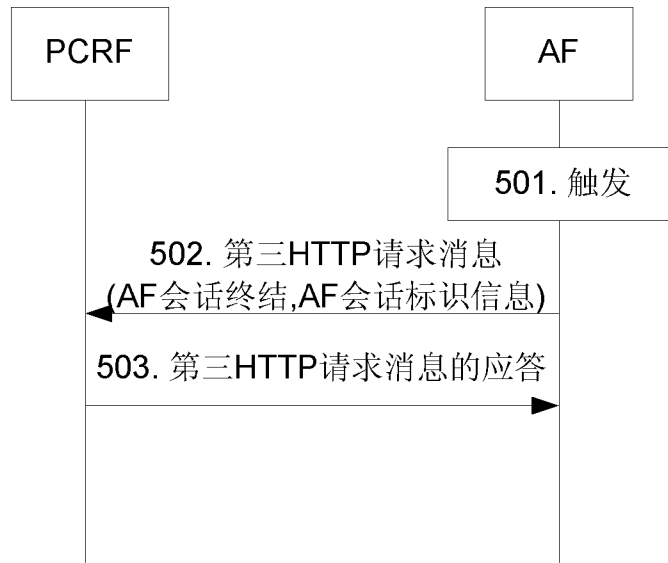 PCRF
AF
501. 触发
502. 第三HTTP请求消息
(AF会话终结,AF会话标识信息)
503. 第三HTTP请求消息的应答